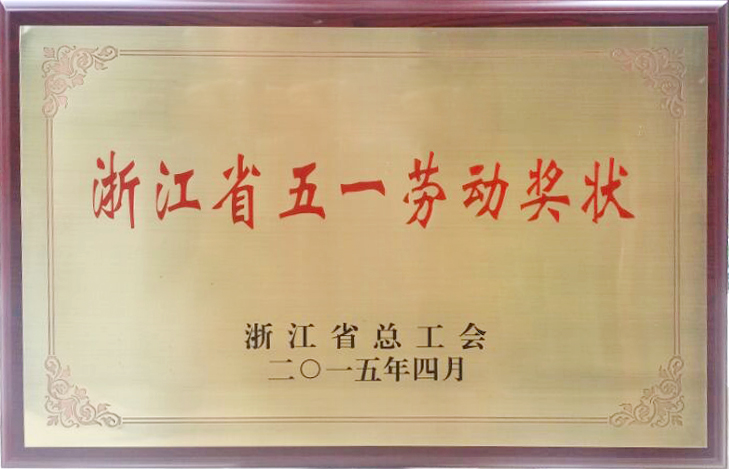 浙江省五一劳动奖状
浙江省总工会
二〇一五年四月